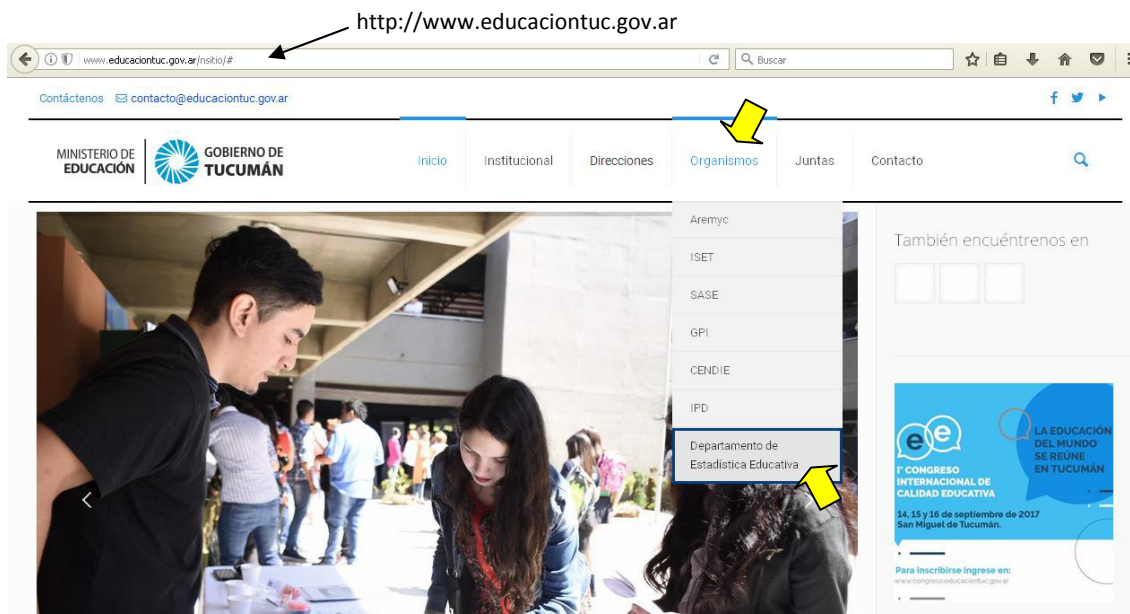 http://www.educaciontuc.gov.ar
www.educaciontuc.gov.ar/nsitio/#
Buscar
Contáctenos contacto@educaciontuc.gov.ar
MINISTERIO DE
EDUCACIÓN
GOBIERNO DE
TUCUMÁN
Inicio Institucional Direcciones Organismos Juntas Contacto
Aremyc
ISET
SASE
GPI
CENDIE
IPD
Departamento de
Estadística Educativa
También encuéntrenos en
ee
LA EDUCACIÓN
DEL MUNDO
SE REÚNE
EN TUCUMÁN
I° CONGRESO
INTERNACIONAL DE
CALIDAD EDUCATIVA
14, 15 y 16 de septiembre de 2017
San Miguel de Tucumán.
Para inscribirse ingrese en:
www.congreso.educaciontuc.gov.ar